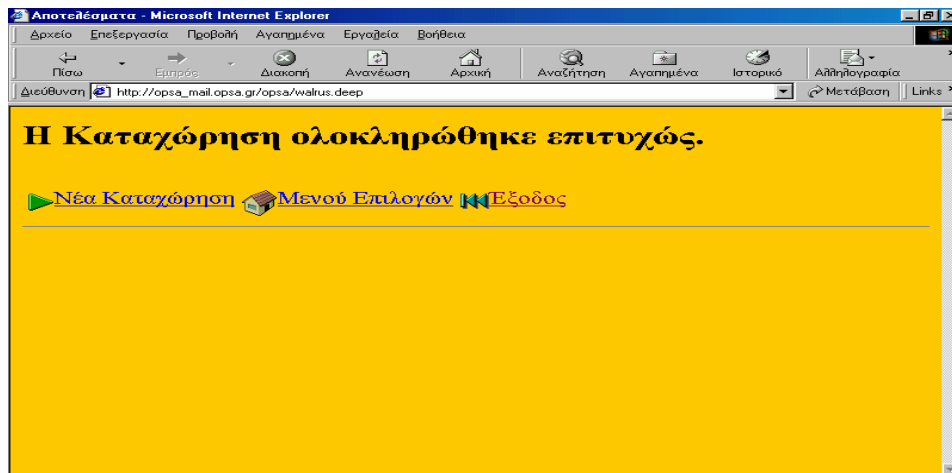 Αποτελέσματα - Microsoft Internet Explorer
Αρχείο Επεξεργασία Προβολή Αγαπημένα Εργαλεία Βοήθεια
Πίσω Εμπρός Διακοπή Ανανέωση Αρχική Αναζήτηση Αγαπημένα Ιστορικό Αλληλογραφία
Διεύθυνση http://opsa_mail.opsa.gr/opsa/walrus.deep Μετάβαση Links
Η Καταχώρηση ολοκληρώθηκε επιτυχώς.
Νέα Καταχώρηση Μενού Επιλογών Έξοδος